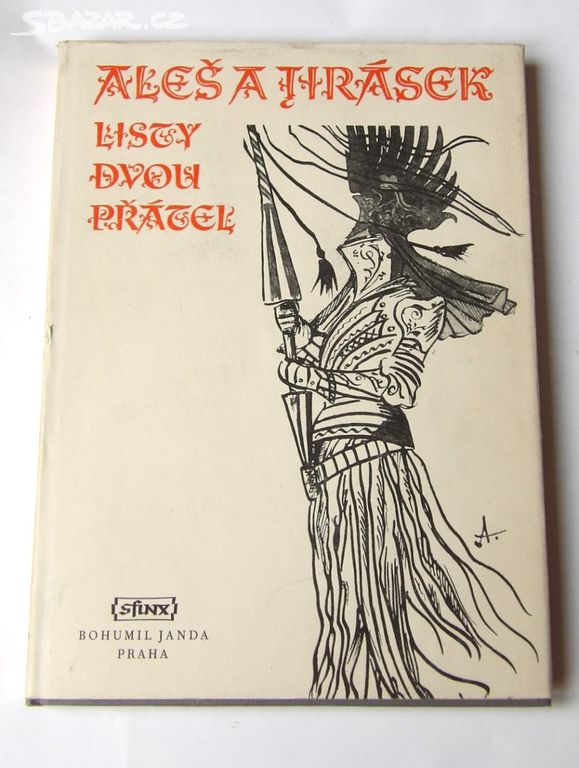 SBAZAR.CZ
ALEŠ A JIRÁSEK
LISTY
DVOU
PŘÁTEL
A.
sfinx
BOHUMIL JANDA
PRAHA